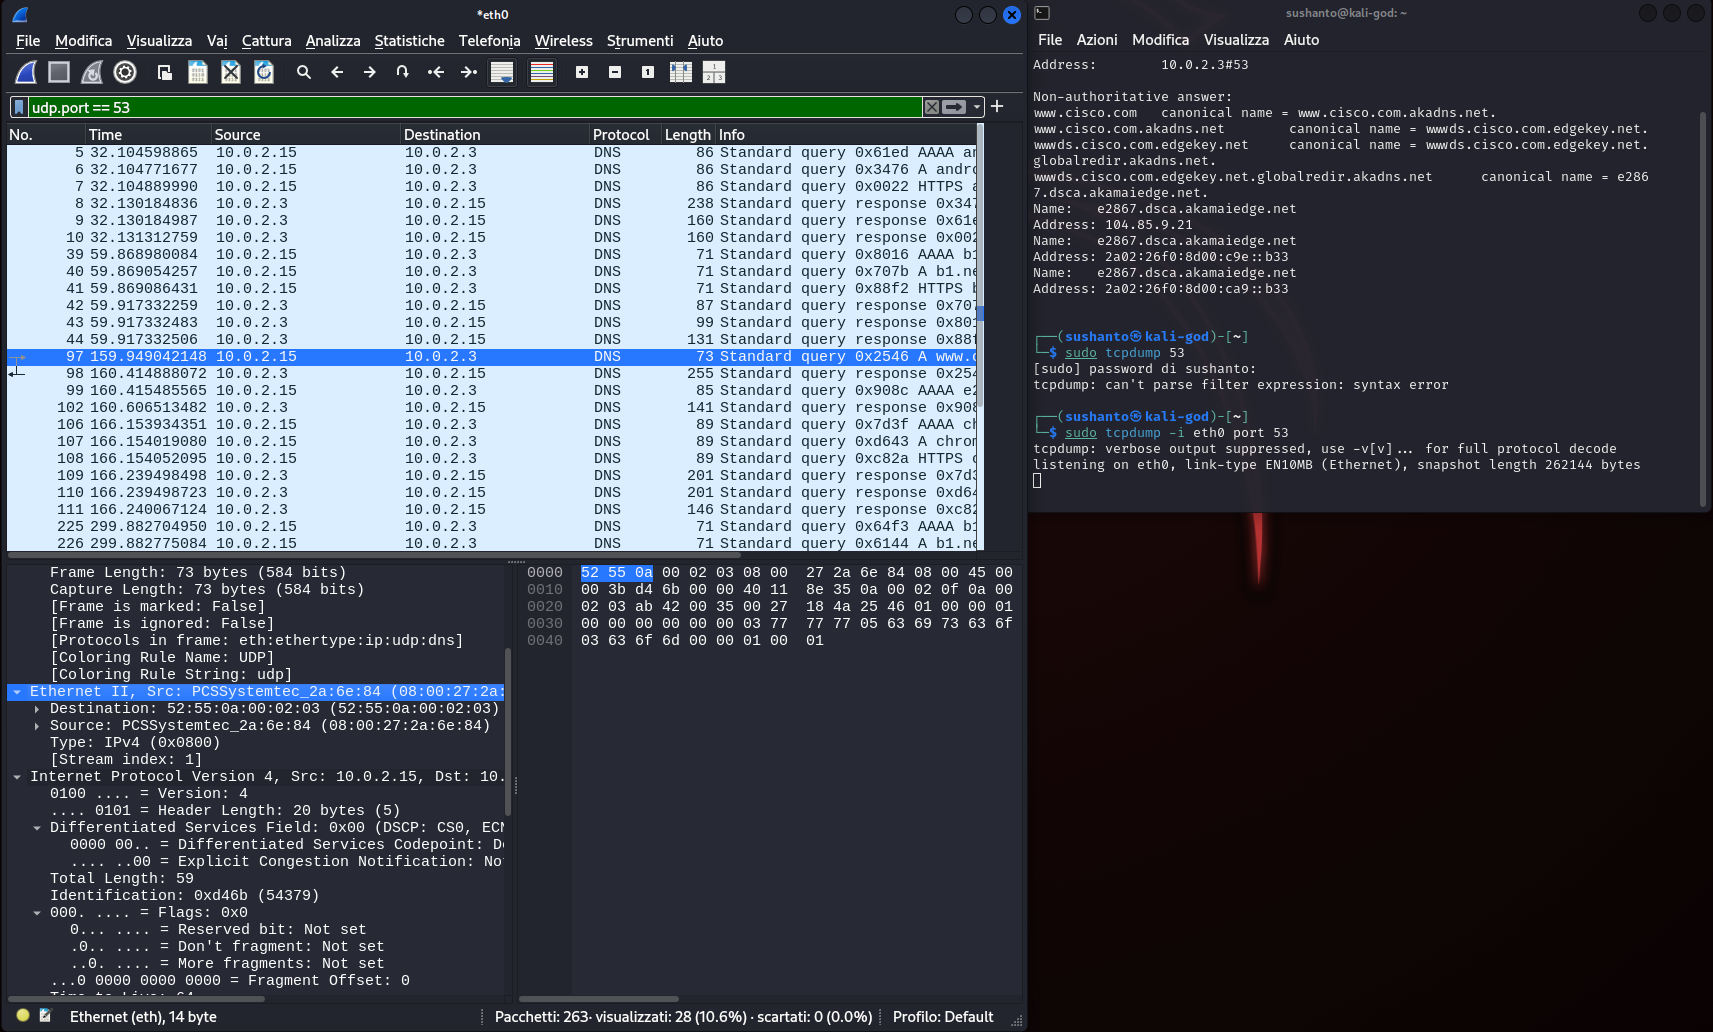 *eth0
File Modifica Visualizza Vai Cattura Analizza Statistiche Telefonia Wireless Strumenti Aiuto
udp.port == 53
No. Time Source Destination Protocol Length Info
5 32.104598865 10.0.2.15 10.0.2.3 DNS 86 Standard query 0x61ed AAAA an
6 32.104771677 10.0.2.15 10.0.2.3 DNS 86 Standard query 0x3476 A andro
7 32.104889990 10.0.2.15 10.0.2.3 DNS 86 Standard query 0x0022 HTTPS a
8 32.130184836 10.0.2.3 10.0.2.15 DNS 238 Standard query response 0x347
9 32.130184987 10.0.2.3 10.0.2.15 DNS 160 Standard query response 0x61e
10 32.131312759 10.0.2.3 10.0.2.15 DNS 160 Standard query response 0x002
39 59.868980084 10.0.2.15 10.0.2.3 DNS 71 Standard query 0x8016 AAAA b1
40 59.869054257 10.0.2.15 10.0.2.3 DNS 71 Standard query 0x707b A b1.ne
41 59.869086431 10.0.2.15 10.0.2.3 DNS 71 Standard query 0x88f2 HTTPS b
42 59.917332259 10.0.2.3 10.0.2.15 DNS 87 Standard query response 0x707
43 59.917332483 10.0.2.3 10.0.2.15 DNS 99 Standard query response 0x801
44 59.917332506 10.0.2.3 10.0.2.15 DNS 131 Standard query response 0x88f
97 159.949042148 10.0.2.15 10.0.2.3 DNS 73 Standard query 0x2546 A www.c
98 160.414888072 10.0.2.3 10.0.2.15 DNS 255 Standard query response 0x254
99 160.415485565 10.0.2.15 10.0.2.3 DNS 85 Standard query 0x908c AAAA e2
102 160.606513482 10.0.2.3 10.0.2.15 DNS 141 Standard query response 0x908
106 166.153934351 10.0.2.15 10.0.2.3 DNS 89 Standard query 0x7d3f AAAA ch
107 166.154019080 10.0.2.15 10.0.2.3 DNS 89 Standard query 0xd643 A chrom
108 166.154052095 10.0.2.15 10.0.2.3 DNS 89 Standard query 0xc82a HTTPS c
109 166.239498498 10.0.2.3 10.0.2.15 DNS 201 Standard query response 0x7d3
110 166.239498723 10.0.2.3 10.0.2.15 DNS 201 Standard query response 0xd64
111 166.240067124 10.0.2.3 10.0.2.15 DNS 146 Standard query response 0xc82
225 299.882704950 10.0.2.15 10.0.2.3 DNS 71 Standard query 0x64f3 AAAA b1
226 299.882775084 10.0.2.15 10.0.2.3 DNS 71 Standard query 0x6144 A b1.ne
Frame Length: 73 bytes (584 bits)
Capture Length: 73 bytes (584 bits)
[Frame is marked: False]
[Frame is ignored: False]
[Protocols in frame: eth:ethertype:ip:udp:dns]
[Coloring Rule Name: UDP]
[Coloring Rule String: udp]
Ethernet II, Src: PCSSystemtec_2a:6e:84 (08:00:27:2a:
Destination: 52:55:0a:00:02:03 (52:55:0a:00:02:03)
Source: PCSSystemtec_2a:6e:84 (08:00:27:2a:6e:84)
Type: IPv4 (0x0800)
[Stream index: 1]
Internet Protocol Version 4, Src: 10.0.2.15, Dst: 10.
0100 .... = Version: 4
.... 0101 = Header Length: 20 bytes (5)
Differentiated Services Field: 0x00 (DSCP: CS0, ECN
0000 00.. = Differentiated Services Codepoint: De
.... ..00 = Explicit Congestion Notification: Not
Total Length: 59
Identification: 0xd46b (54379)
000. .... = Flags: 0x0
0... .... = Reserved bit: Not set
.0.. .... = Don't fragment: Not set
..0. .... = More fragments: Not set
...0 0000 0000 0000 = Fragment Offset: 0
Time to Live: 64
0000 52 55 0a 00 02 03 08 00 27 2a 6e 84 08 00 45 00
0010 00 3b d4 6b 00 00 40 11 8e 35 0a 00 02 0f 0a 00
0020 02 03 ab 42 00 35 00 27 18 4a 25 46 01 00 00 01
0030 00 00 00 00 00 00 03 77 77 77 05 63 69 73 63 6f
0040 03 63 6f 6d 00 00 01 00 01
Ethernet (eth), 14 byte
Pacchetti: 263· visualizzati: 28 (10.6%) · scartati: 0 (0.0%)
Profilo: Default
sushanto@kali-god: ~
File Azioni Modifica Visualizza Aiuto
Address: 10.0.2.3#53
Non-authoritative answer:
www.cisco.com canonical name = www.cisco.com.akadns.net.
www.cisco.com.akadns.net canonical name = wwwds.cisco.com.edgekey.net.
wwwds.cisco.com.edgekey.net canonical name = wwwds.cisco.com.edgekey.net.
globalredir.akadns.net.
wwwds.cisco.com.edgekey.net.globalredir.akadns.net canonical name = e286
7.dsca.akamaiedge.net.
Name: e2867.dsca.akamaiedge.net
Address: 104.85.9.21
Name: e2867.dsca.akamaiedge.net
Address: 2a02:26f0:8d00:c9e::b33
Name: e2867.dsca.akamaiedge.net
Address: 2a02:26f0:8d00:ca9::b33
┌──(sushanto㉿kali-god)-[~]
└─$ sudo tcpdump 53
[sudo] password di sushanto:
tcpdump: can't parse filter expression: syntax error
┌──(sushanto㉿kali-god)-[~]
└─$ sudo tcpdump -i eth0 port 53
tcpdump: verbose output suppressed, use -v[v]... for full protocol decode
listening on eth0, link-type EN10MB (Ethernet), snapshot length 262144 bytes